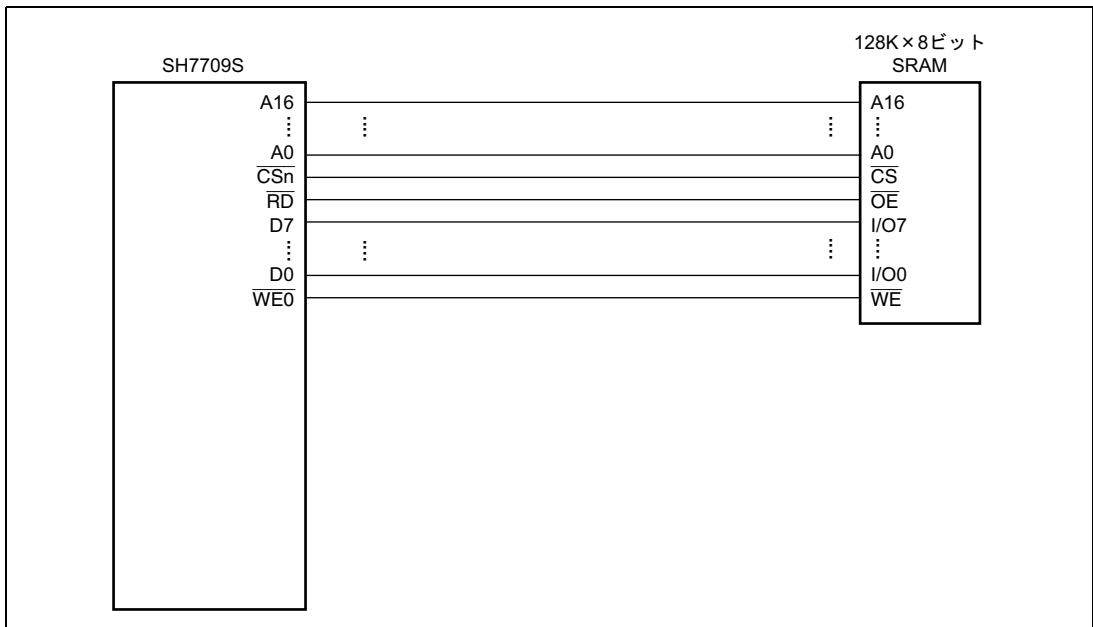 128K×8ビット
SH7709S SRAM
A16 A16
A0 A0
CSn CS
RD OE
D7 I/O7
D0 I/O0
WE0 WE